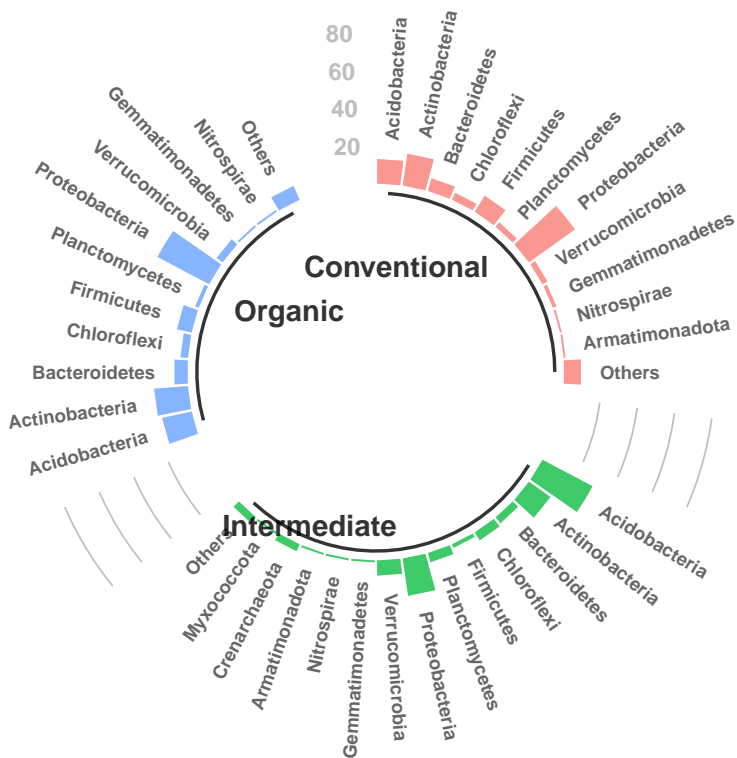 80
60
40
20
Acidobacteria
Actinobacteria
Bacteroidetes
Chloroflexi
Firmicutes
Planctomycetes
Proteobacteria
Verrucomicrobia
Gemmatimonadetes
Nitrospirae
Armatimonadota
Others
Conventional
Acidobacteria
Actinobacteria
Bacteroidetes
Chloroflexi
Firmicutes
Planctomycetes
Proteobacteria
Verrucomicrobia
Gemmatimonadetes
Nitrospirae
Armatimonadota
Crenarchaeota
Myxococcota
Others
Intermediate
Acidobacteria
Actinobacteria
Bacteroidetes
Chloroflexi
Firmicutes
Planctomycetes
Proteobacteria
Verrucomicrobia
Gemmatimonadetes
Nitrospirae
Others
Organic